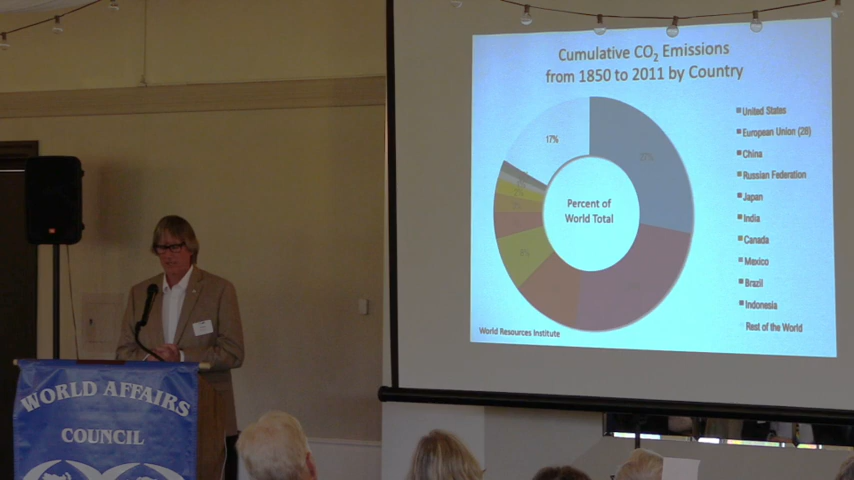 Cumulative CO₂ Emissions
from 1850 to 2011 by Country
17%
27%
8%
Percent of
World Total
United States
European Union (28)
China
Russian Federation
Japan
India
Canada
Mexico
Brazil
Indonesia
Rest of the World
World Resources Institute
WORLD AFFAIRS
COUNCIL